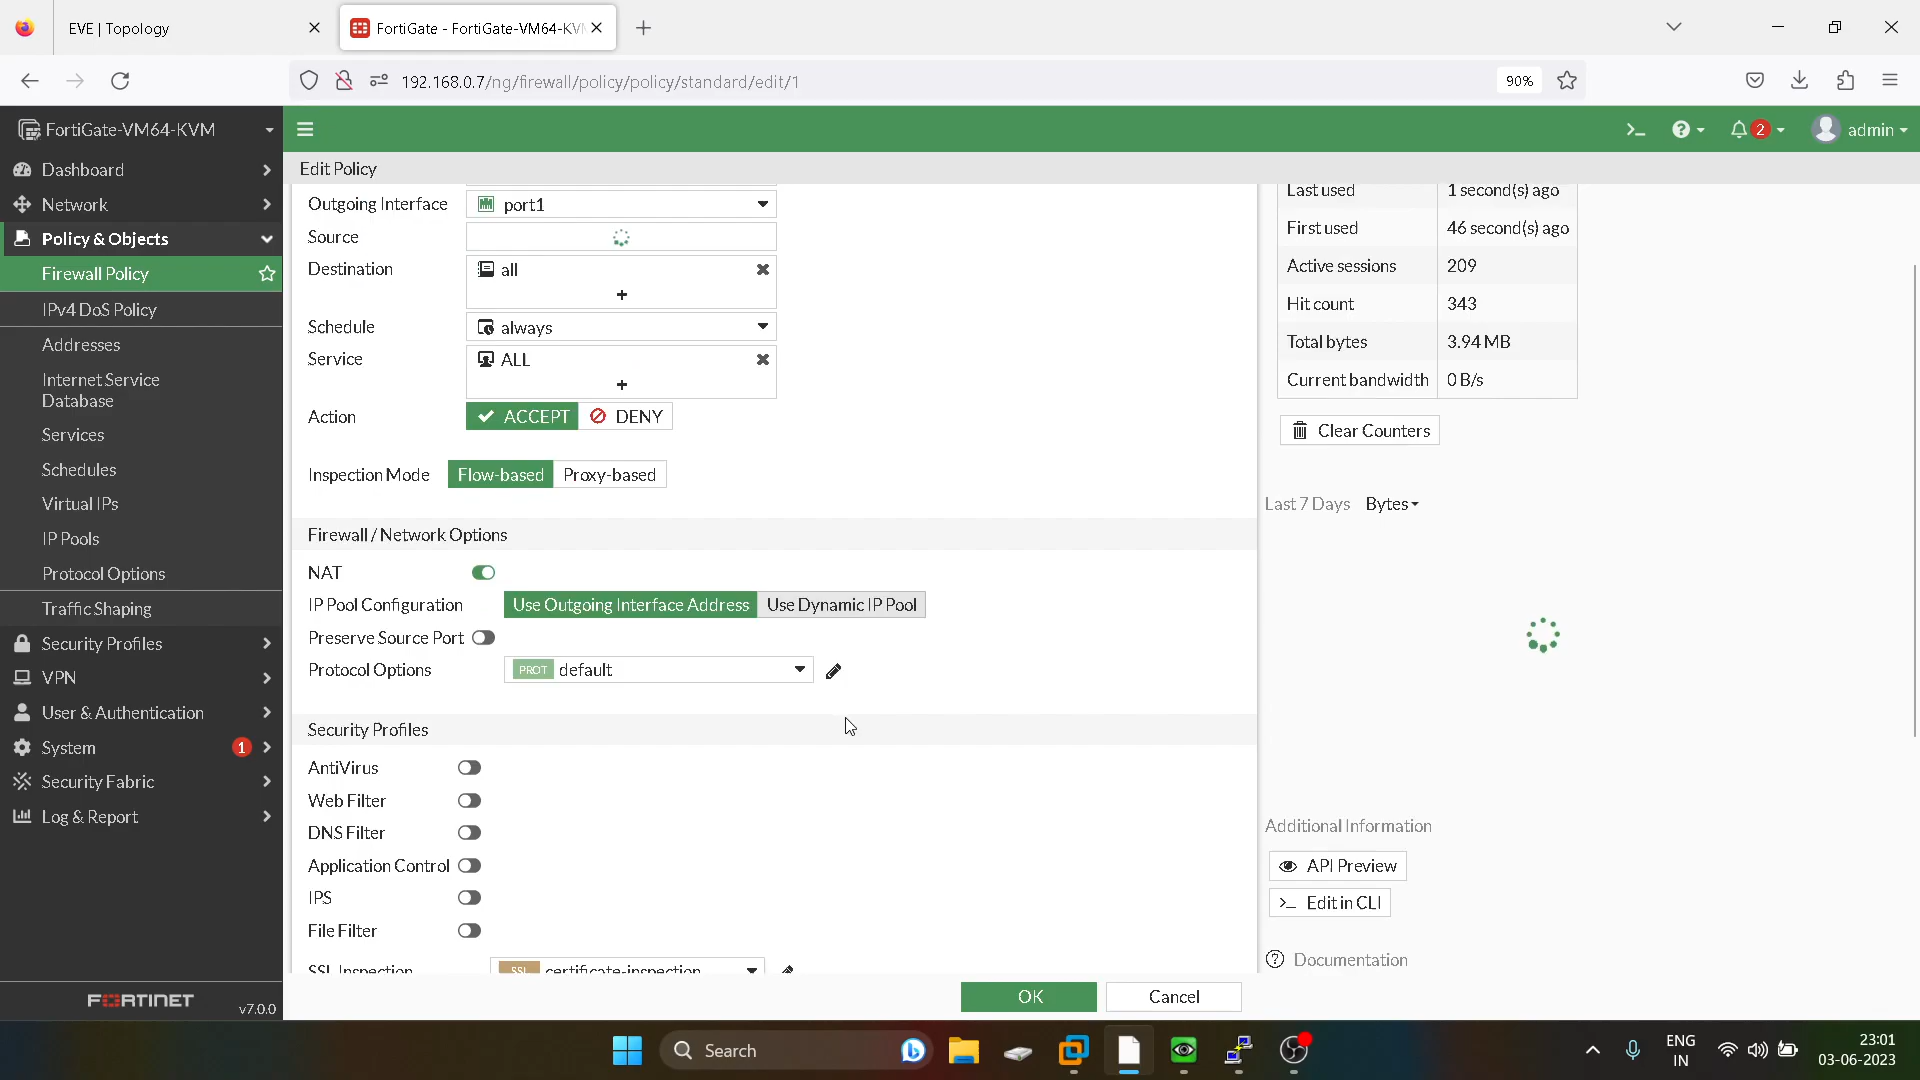 EVE | Topology
FortiGate - FortiGate-VM64-KVM
192.168.0.7/ng/firewall/policy/policy/standard/edit/1
90%
FortiGate-VM64-KVM
2
admin
Dashboard
Network
Policy & Objects
Firewall Policy
IPv4 DoS Policy
Addresses
Internet Service
Database
Services
Schedules
Virtual IPs
IP Pools
Protocol Options
Traffic Shaping
Security Profiles
VPN
User & Authentication
System
1
Security Fabric
Log & Report
FORTINET
v7.0.0
Edit Policy
Outgoing Interface
port1
Source
Destination
all
Schedule
always
Service
ALL
Action
ACCEPT
DENY
Inspection Mode
Flow-based
Proxy-based
Firewall / Network Options
NAT
IP Pool Configuration
Use Outgoing Interface Address
Use Dynamic IP Pool
Preserve Source Port
Protocol Options
PROT
default
Security Profiles
AntiVirus
Web Filter
DNS Filter
Application Control
IPS
File Filter
SSL Inspection
SSL
certificate-inspection
OK
Cancel
Last used
1 second(s) ago
First used
46 second(s) ago
Active sessions
209
Hit count
343
Total bytes
3.94 MB
Current bandwidth
0 B/s
Clear Counters
Last 7 Days
Bytes
Additional Information
API Preview
Edit in CLI
Documentation
Search
ENG
IN
23:01
03-06-2023